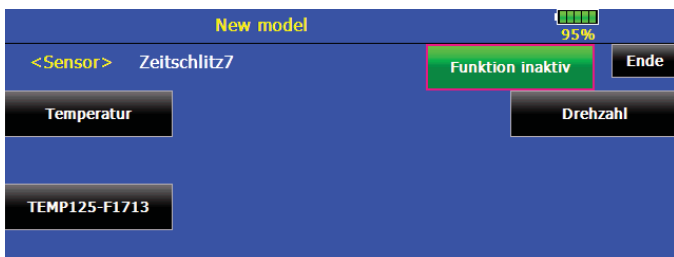 New model
95%
<Sensor> Zeitschlitz7 Funktion inaktiv Ende
Temperatur Drehzahl
TEMP125-F1713